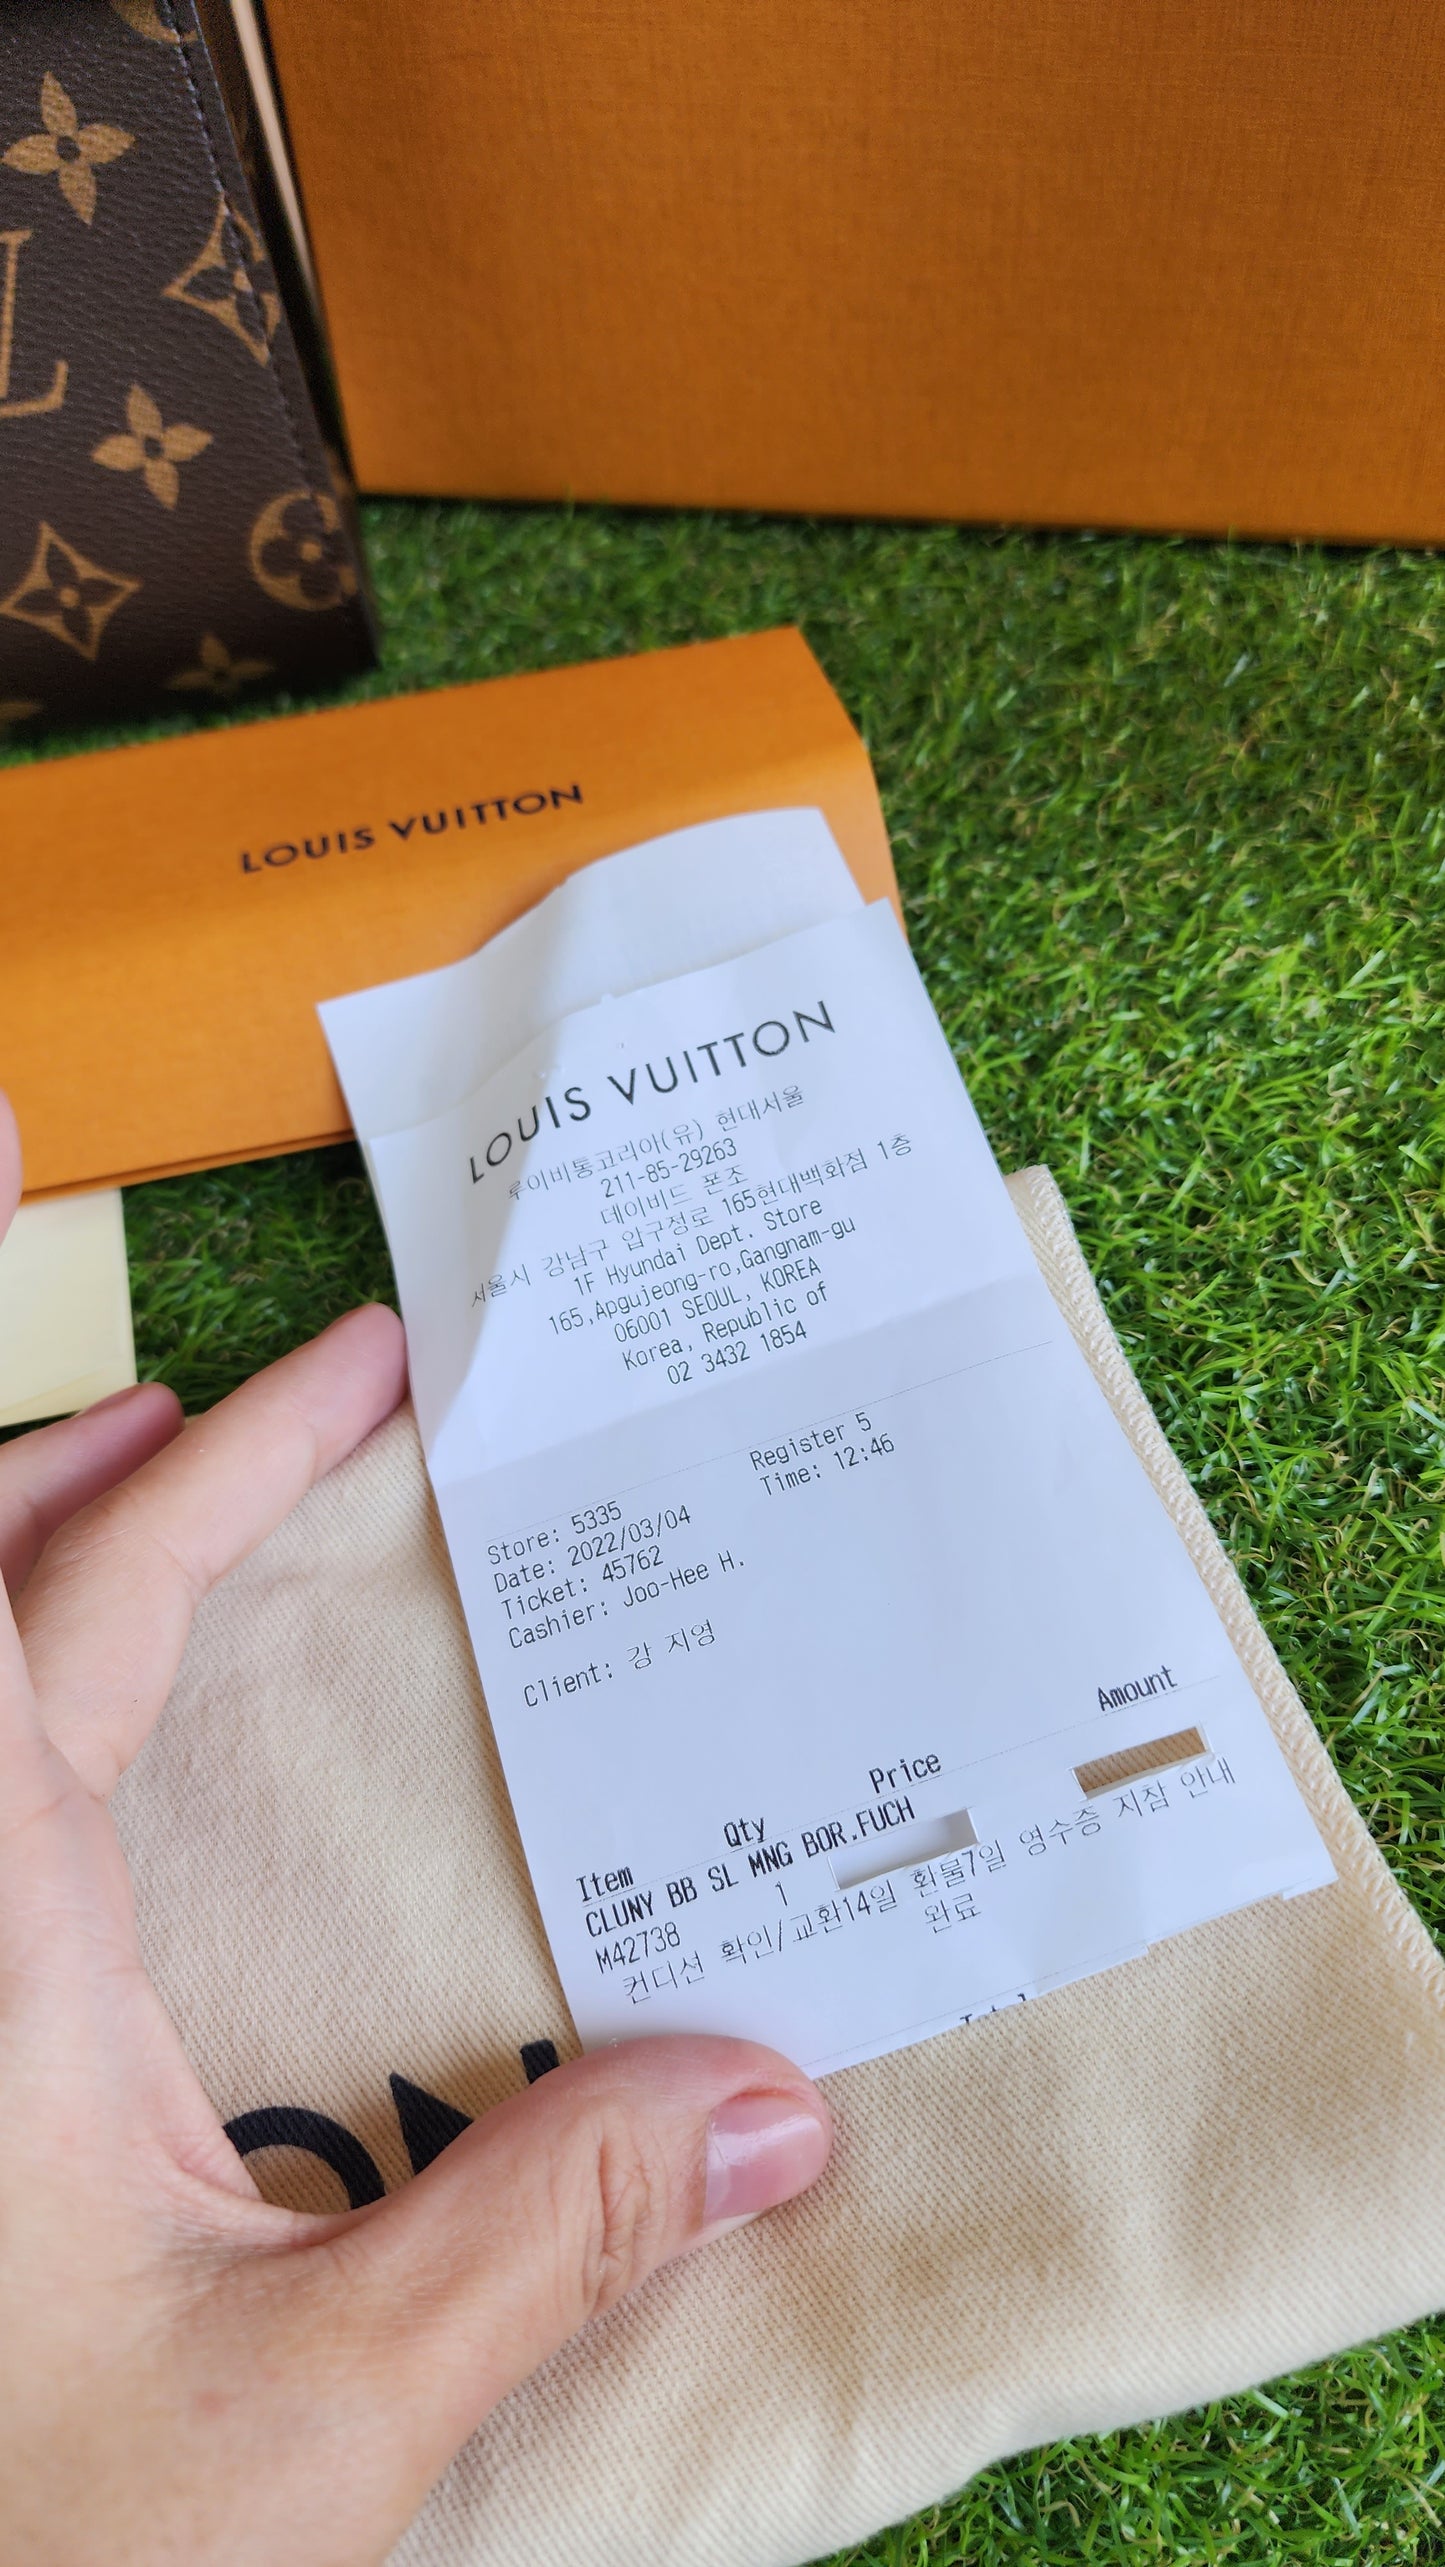 LOUIS VUITTON
LOUIS VUITTON
루이비통코리아(유) 현대서울
211-85-29263
데이비드 폰조
서울시 강남구 압구정로 165현대백화점 1층
1F Hyundai Dept. Store
165,Apgujeong-ro,Gangnam-gu
06001 SEOUL, KOREA
Korea, Republic of
02 3432 1854
Register 5
Store: 5335
Time: 12:46
Date: 2022/03/04
Ticket: 45762
Cashier: Joo-Hee H.
Client: 강 지영
Item Qty Price Amount
CLUNY BB SL MNG BOR.FUCH
M42738 1
컨디션 확인/교환14일 환불7일 영수증 지참 안내
완료